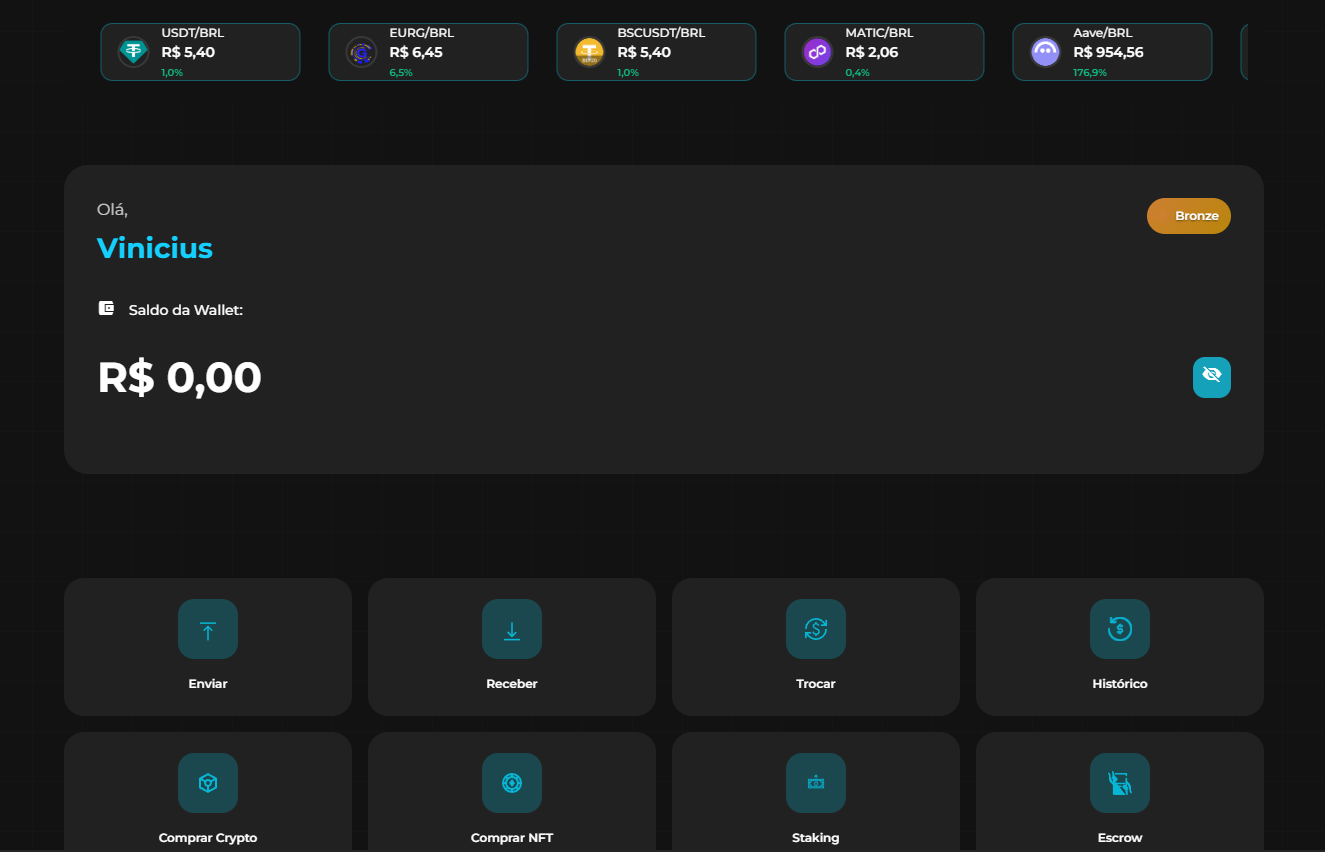 USDT/BRL
R$ 5,40
1,0%
EURG/BRL
R$ 6,45
6,5%
BSCUSDT/BRL
R$ 5,40
1,0%
MATIC/BRL
R$ 2,06
0,4%
Aave/BRL
R$ 954,56
176,9%
Olá,
Bronze
Vinicius
Saldo da Wallet:
R$ 0,00
Enviar
Receber
Trocar
Histórico
Comprar Crypto
Comprar NFT
Staking
Escrow